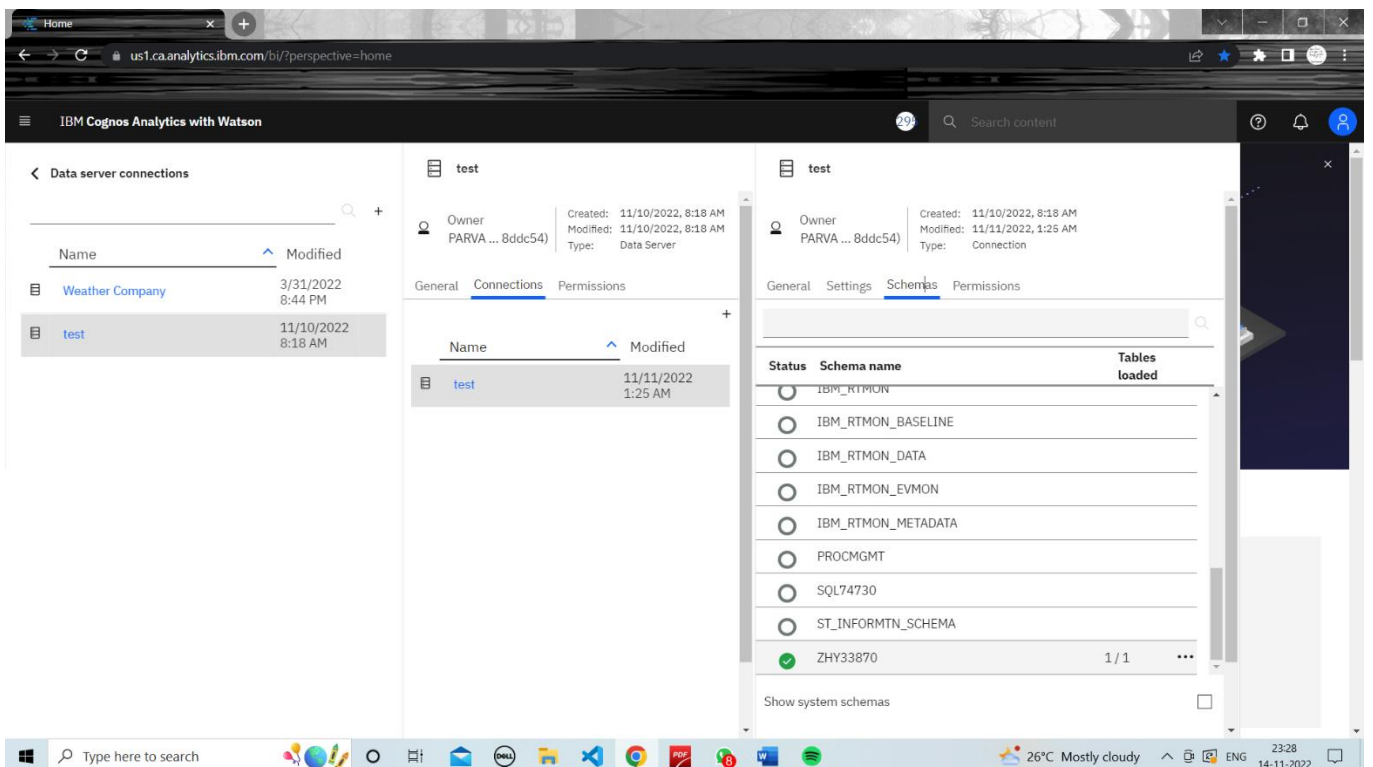 Home
us1.ca.analytics.ibm.com/bi/?perspective=home
IBM Cognos Analytics with Watson
295
Search content
Data server connections
Name
Modified
Weather Company
3/31/2022
8:44 PM
test
11/10/2022
8:18 AM
test
Owner
PARVA ... 8ddc54)
Created: 11/10/2022, 8:18 AM
Modified: 11/10/2022, 8:18 AM
Type: Data Server
General Connections Permissions
Name
Modified
test
11/11/2022
1:25 AM
test
Owner
PARVA ... 8ddc54)
Created: 11/10/2022, 8:18 AM
Modified: 11/11/2022, 1:25 AM
Type: Connection
General Settings Schemas Permissions
Status Schema name Tables
loaded
IBM_RTMON
IBM_RTMON_BASELINE
IBM_RTMON_DATA
IBM_RTMON_EVMON
IBM_RTMON_METADATA
PROCMGMT
SQL74730
ST_INFORMTN_SCHEMA
ZHY33870 1 / 1
Show system schemas
Type here to search
DELL
PDF
8
W
26°C Mostly cloudy
ENG
23:28
14-11-2022